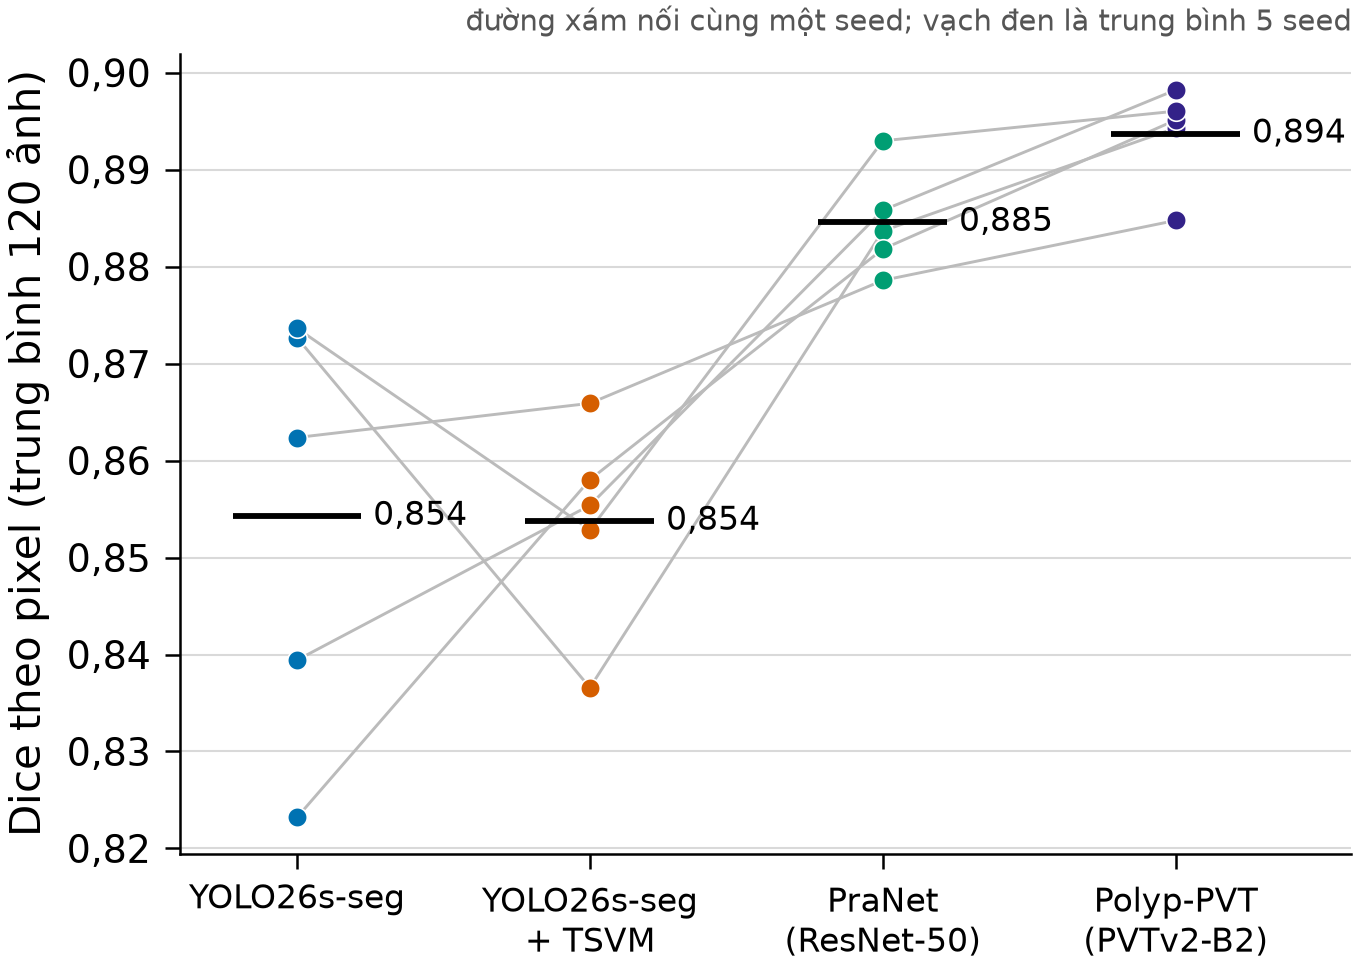 đường xám nối cùng một seed; vạch đen là trung bình 5 seed
Dice theo pixel (trung bình 120 ảnh)
0,90
0,89
0,88
0,87
0,86
0,85
0,84
0,83
0,82
0,854
0,854
0,885
0,894
YOLO26s-seg
YOLO26s-seg
+ TSVM
PraNet
(ResNet-50)
Polyp-PVT
(PVTv2-B2)